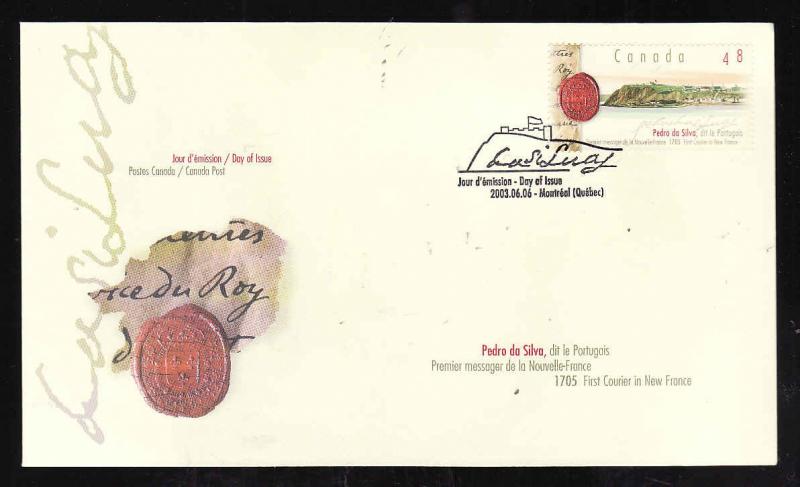 Canada 48
ttres
Roy
Pedro da Silva, dit le Portugais
Premier messager de la Nouvelle-France 1705 First Courier in New France
Jour d'émission - Day of Issue
2003.06.06 - Montréal (Québec)
Jour d'émission / Day of Issue
Postes Canada / Canada Post
du Roy
Pedro da Silva, dit le Portugais
Premier messager de la Nouvelle-France
1705 First Courier in New France